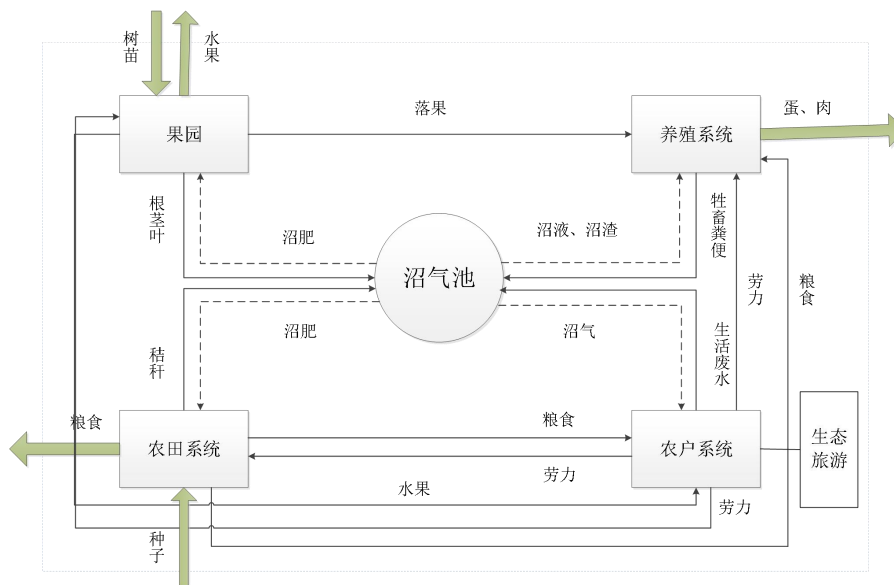 树苗
水果
果园
落果
养殖系统
蛋、肉
根茎叶
沼肥
沼液、沼渣
牲畜粪便
沼气池
劳力
粮食
秸秆
沼肥
沼气
生活废水
粮食
农田系统
粮食
农户系统
生态
旅游
劳力
水果
劳力
种子